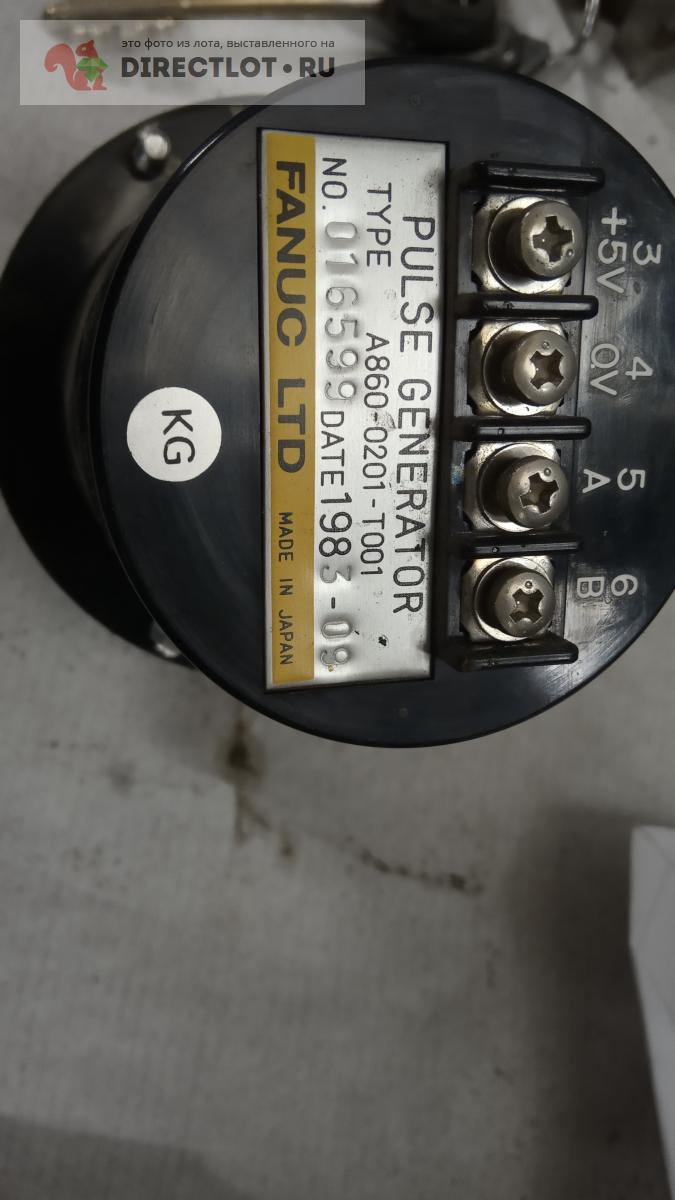 это фото из лота, выставленного на
DIRECTLOT•RU
3 4 5 6
+5V 0V A B
PULSE GENERATOR
TYPE A860-0201-T001
NO. 016599 DATE 1983-09
FANUC LTD MADE IN JAPAN
KG